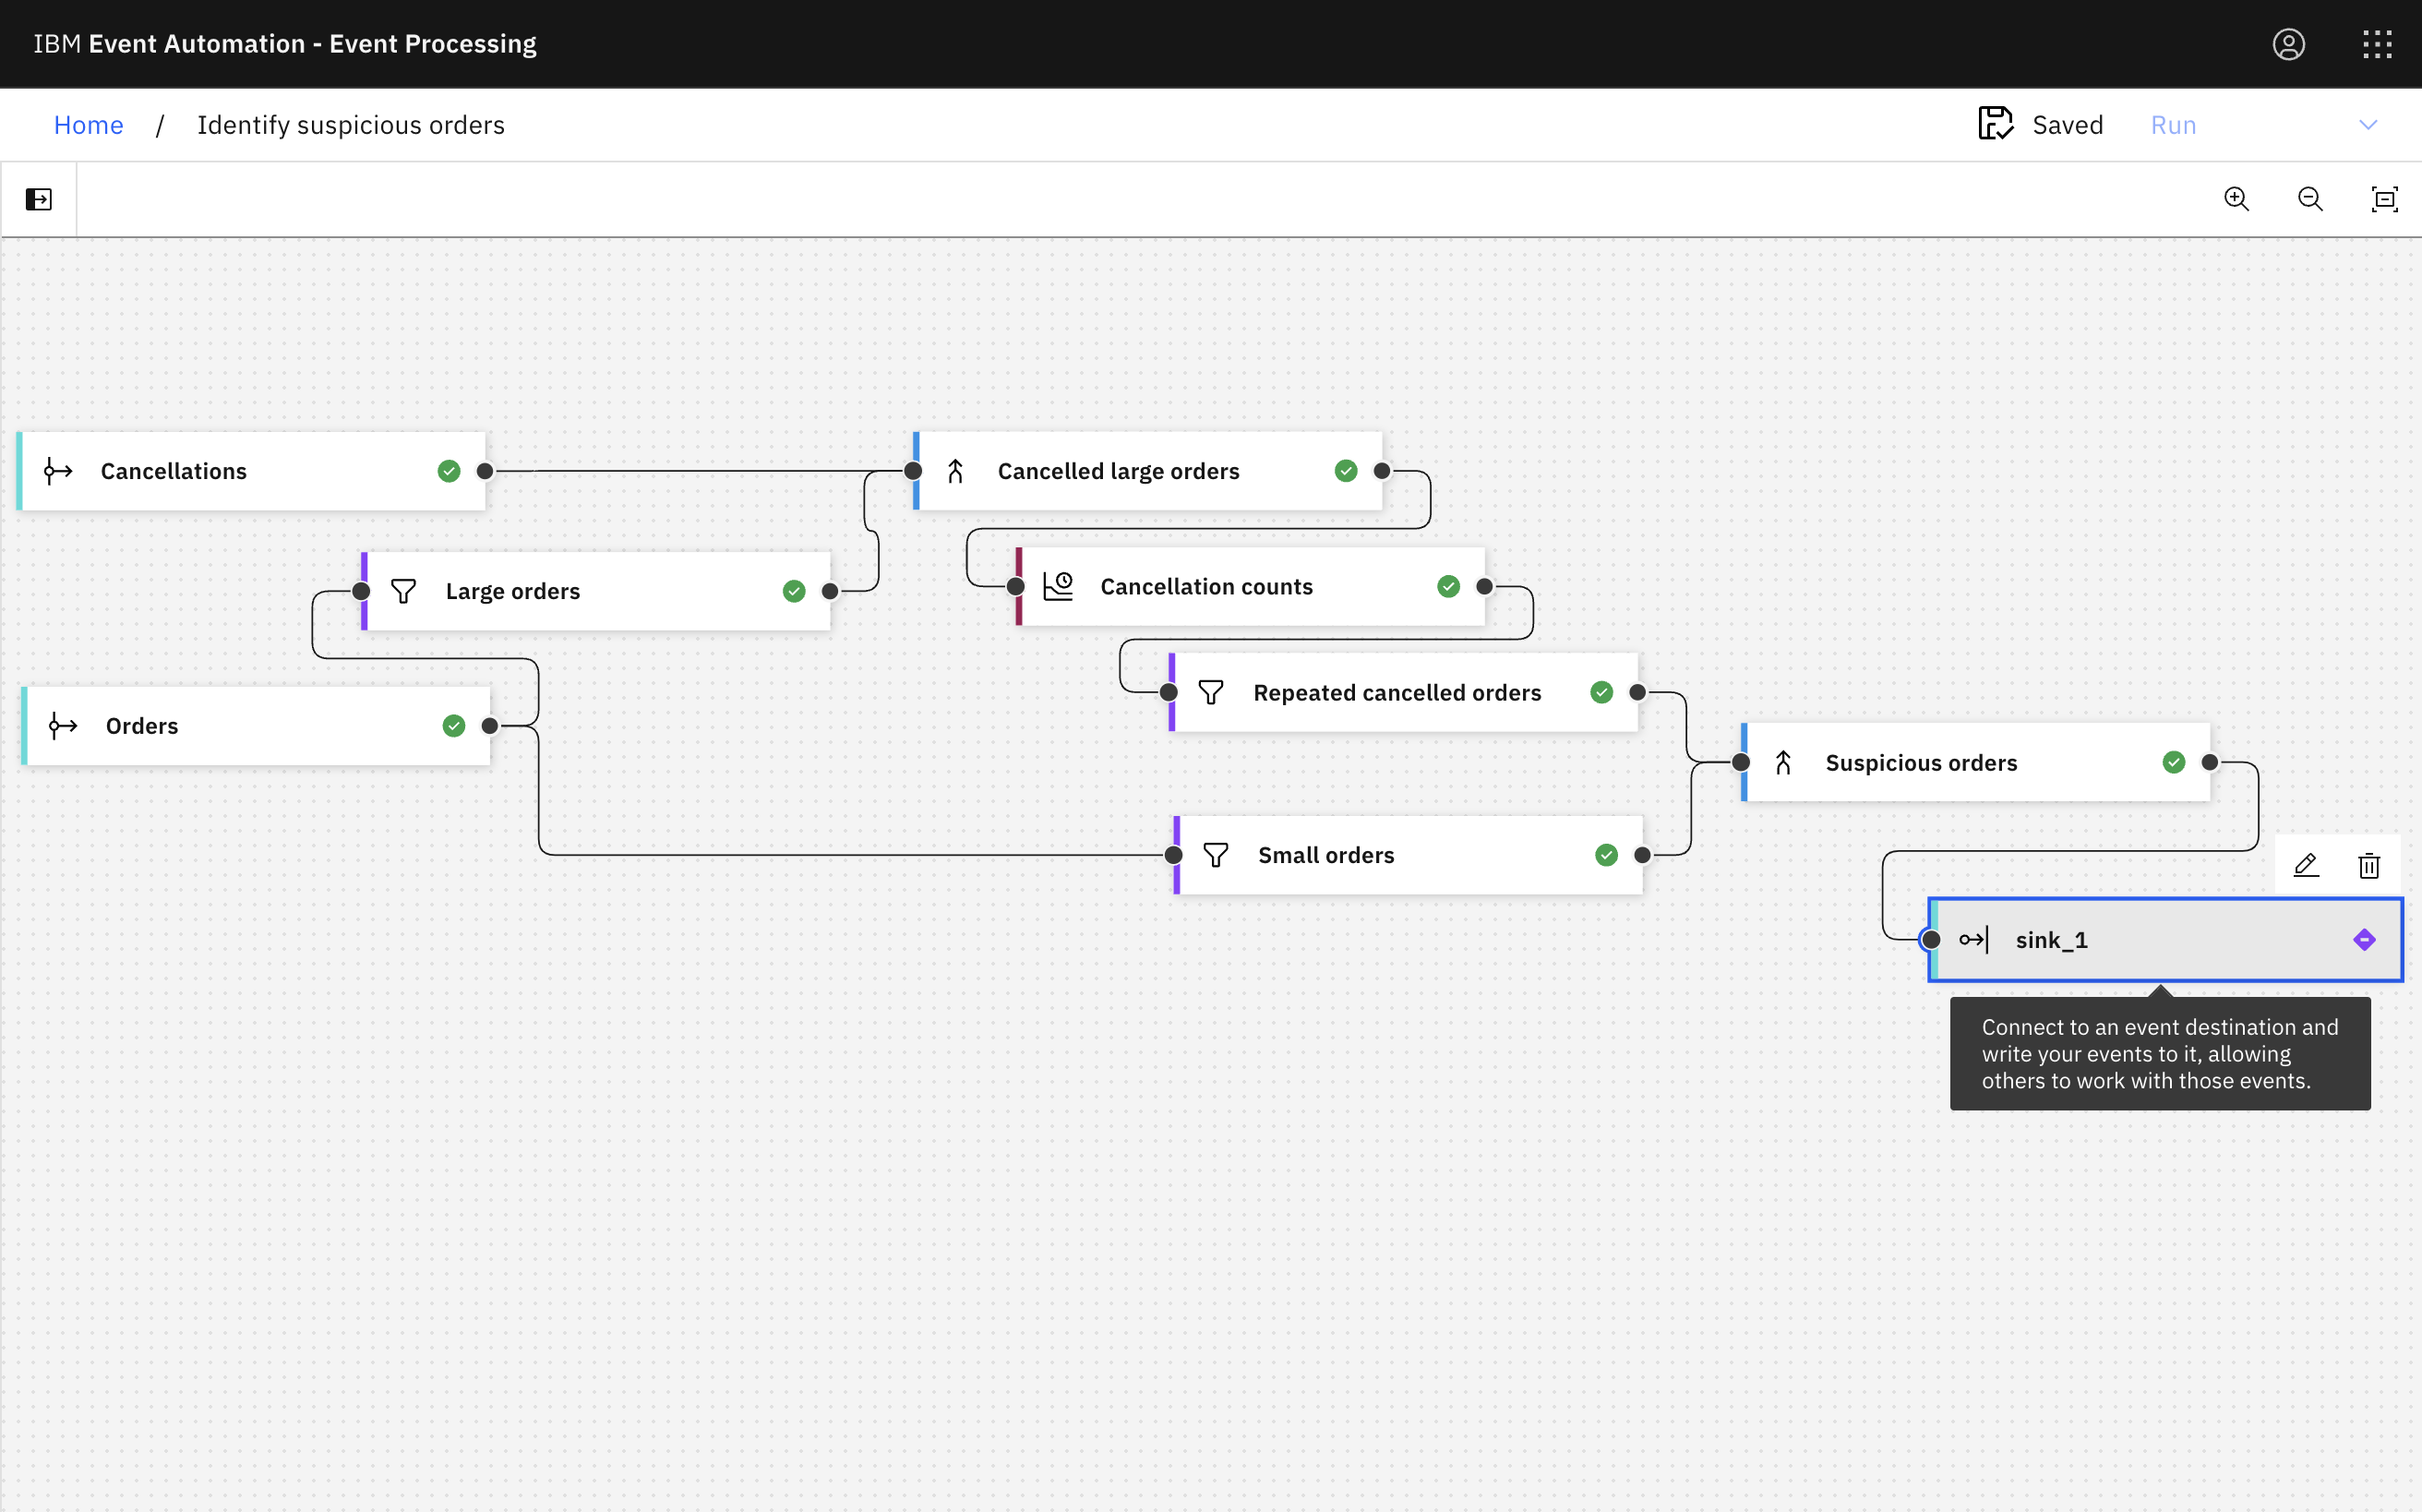 IBM Event Automation - Event Processing
Home / Identify suspicious orders
Saved
Run
Cancellations
Cancelled large orders
Large orders
Cancellation counts
Repeated cancelled orders
Orders
Suspicious orders
Small orders
sink_1
Connect to an event destination and
write your events to it, allowing
others to work with those events.